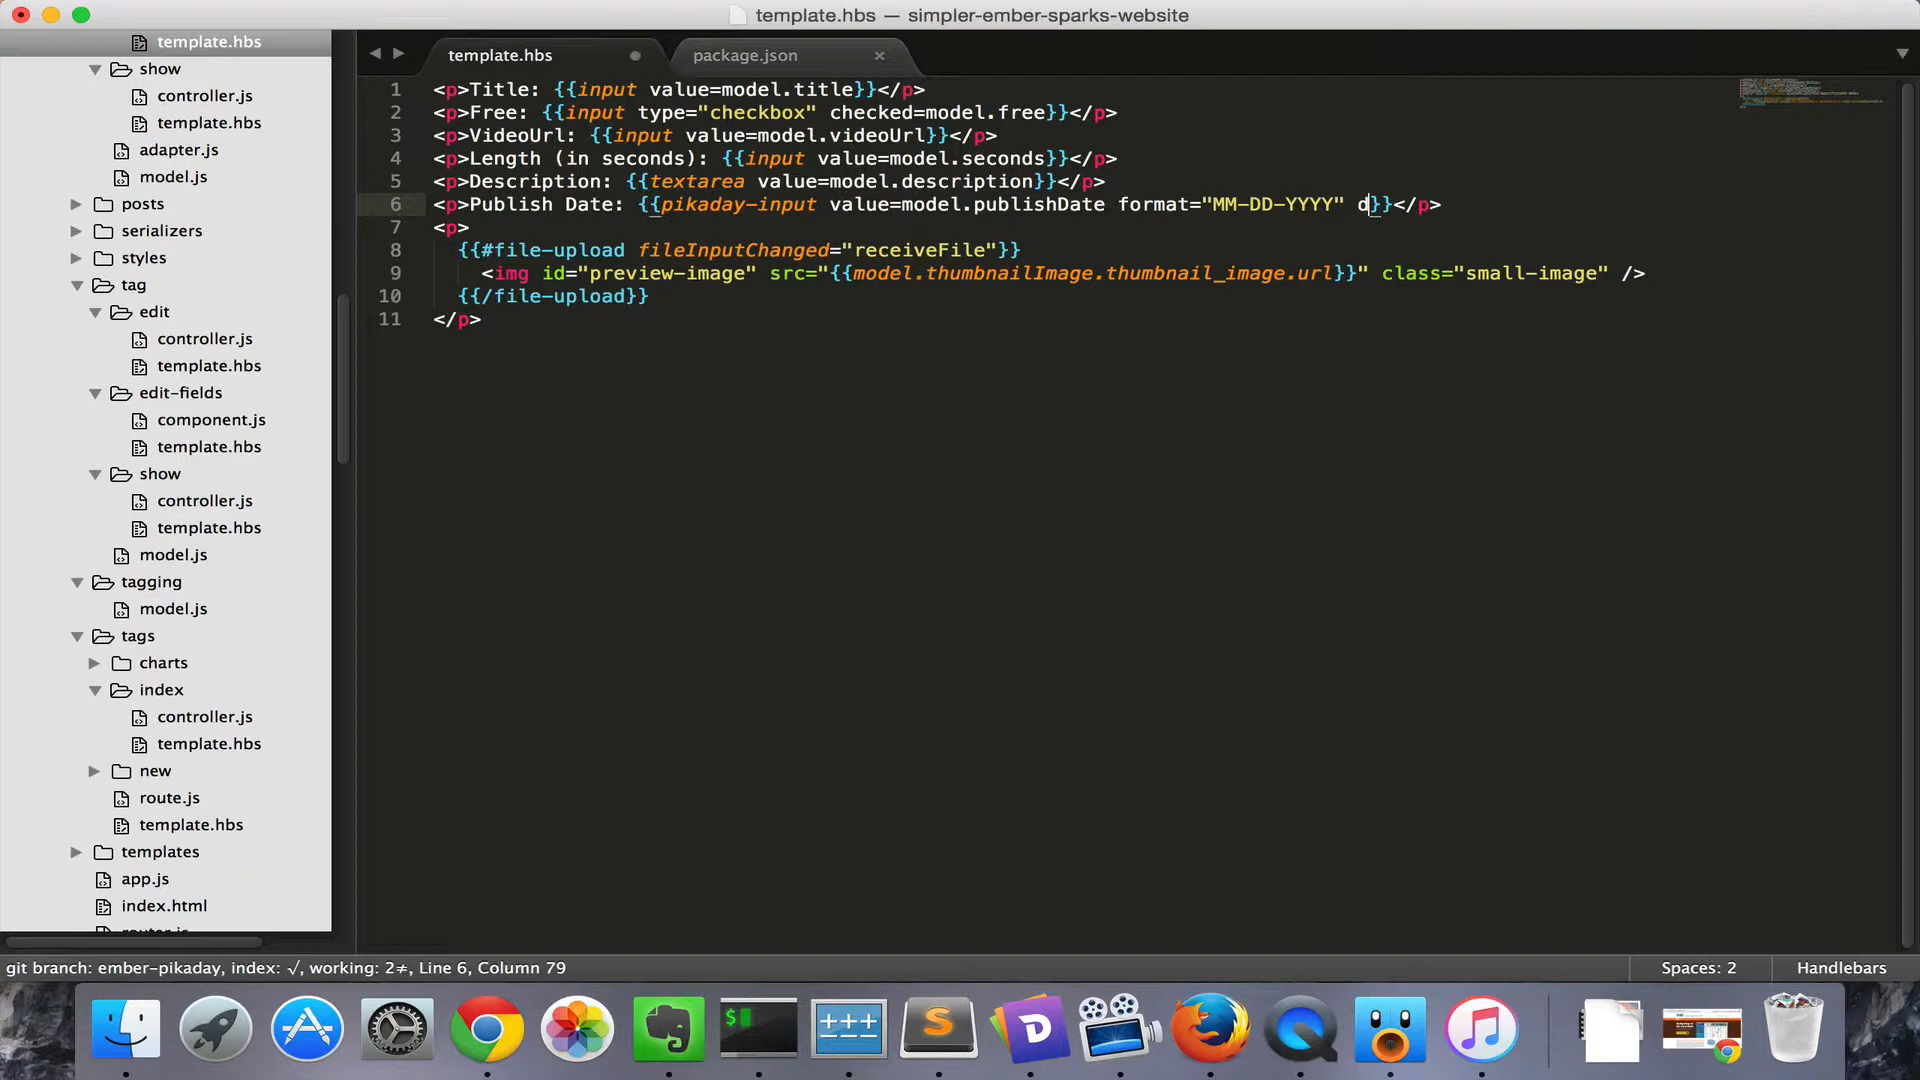 template.hbs — simpler-ember-sparks-website
template.hbs
show
controller.js
template.hbs
adapter.js
model.js
posts
serializers
styles
tag
edit
controller.js
template.hbs
edit-fields
component.js
template.hbs
show
controller.js
template.hbs
model.js
tagging
model.js
tags
charts
index
controller.js
template.hbs
new
route.js
template.hbs
templates
app.js
index.html
router.js
template.hbs
package.json
1 <p>Title: {{input value=model.title}}</p>
2 <p>Free: {{input type="checkbox" checked=model.free}}</p>
3 <p>VideoUrl: {{input value=model.videoUrl}}</p>
4 <p>Length (in seconds): {{input value=model.seconds}}</p>
5 <p>Description: {{textarea value=model.description}}</p>
6 <p>Publish Date: {{pikaday-input value=model.publishDate format="MM-DD-YYYY" d}}</p>
7 <p>
8 {{#file-upload fileInputChanged="receiveFile"}}
9 <img id="preview-image" src="{{model.thumbnailImage.thumbnail_image.url}}" class="small-image" />
10 {{/file-upload}}
11 </p>
git branch: ember-pikaday, index: √, working: 2≠, Line 6, Column 79
Spaces: 2
Handlebars